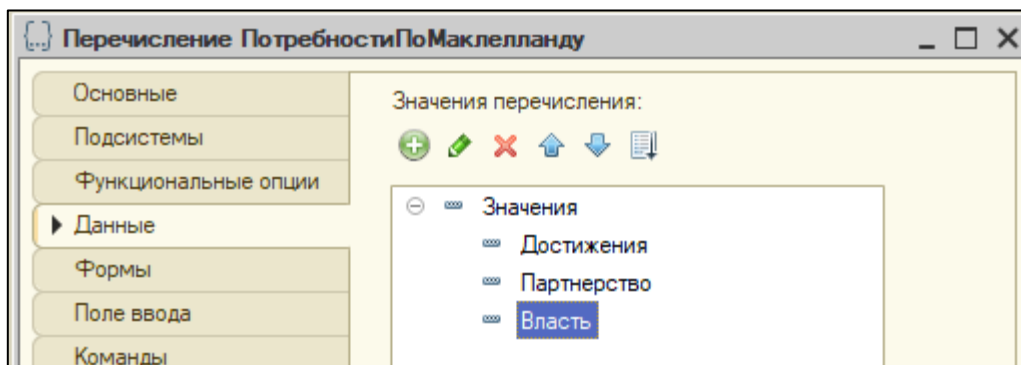 Перечисление ПотребностиПоМаклелланду
Основные
Подсистемы
Функциональные опции
Данные
Формы
Поле ввода
Команды
Значения перечисления:
Значения
Достижения
Партнерство
Власть